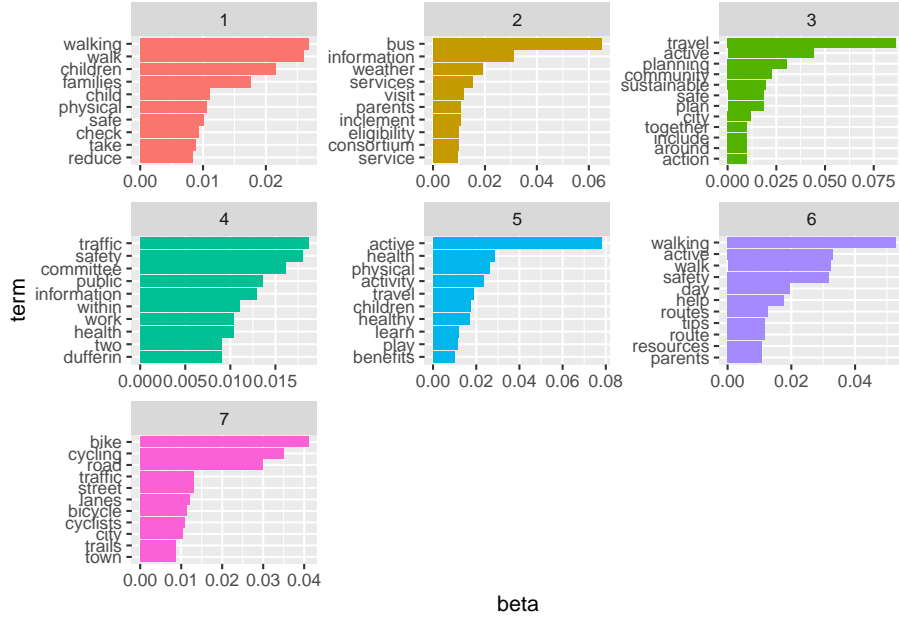 1
walking
walk
children
families
child
physical
safe
check
take
reduce
0.00 0.01 0.02
2
bus
information
weather
services
visit
parents
inclement
eligibility
consortium
service
0.00 0.02 0.04 0.06
3
travel
active
planning
community
sustainable
safe
plan
city
together
include
around
action
0.000 0.025 0.050 0.075
4
traffic
safety
committee
public
information
within
work
health
two
dufferin
0.0000.0050.0100.015
5
active
health
physical
activity
travel
children
healthy
learn
play
benefits
0.00 0.02 0.04 0.06 0.08
6
walking
active
walk
safety
day
help
routes
tips
route
resources
parents
0.00 0.02 0.04
7
bike
cycling
road
traffic
street
lanes
bicycle
cyclists
city
trails
town
0.00 0.01 0.02 0.03 0.04
term
beta